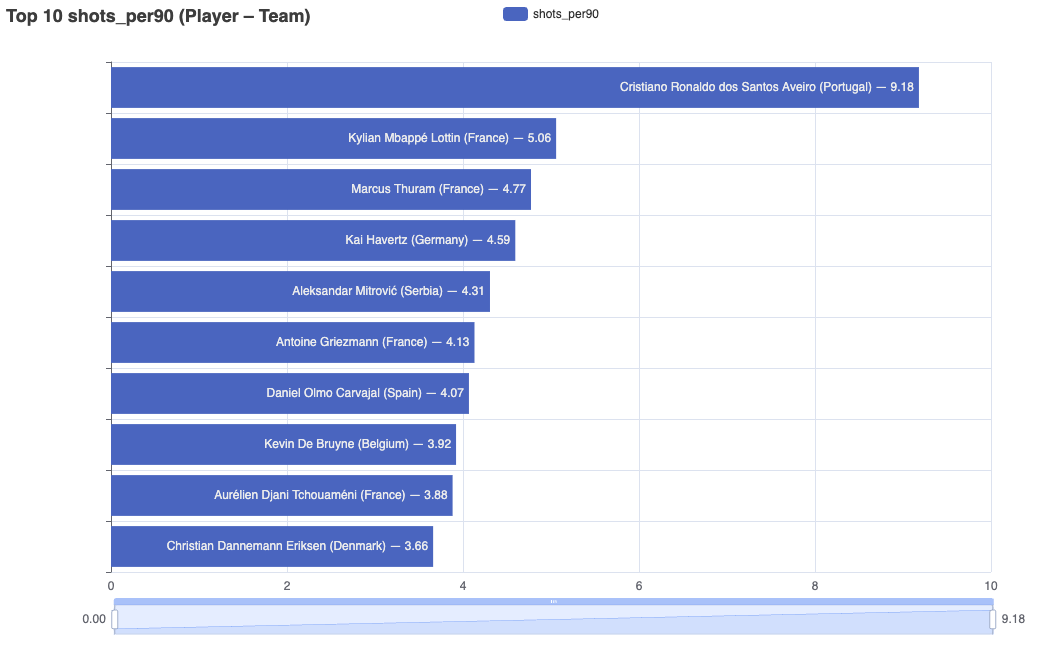 Top 10 shots_per90 (Player – Team)
shots_per90
Cristiano Ronaldo dos Santos Aveiro (Portugal) — 9.18
Kylian Mbappé Lottin (France) — 5.06
Marcus Thuram (France) — 4.77
Kai Havertz (Germany) — 4.59
Aleksandar Mitrović (Serbia) — 4.31
Antoine Griezmann (France) — 4.13
Daniel Olmo Carvajal (Spain) — 4.07
Kevin De Bruyne (Belgium) — 3.92
Aurélien Djani Tchouaméni (France) — 3.88
Christian Dannemann Eriksen (Denmark) — 3.66
0 2 4 6 8 10
0.00 9.18